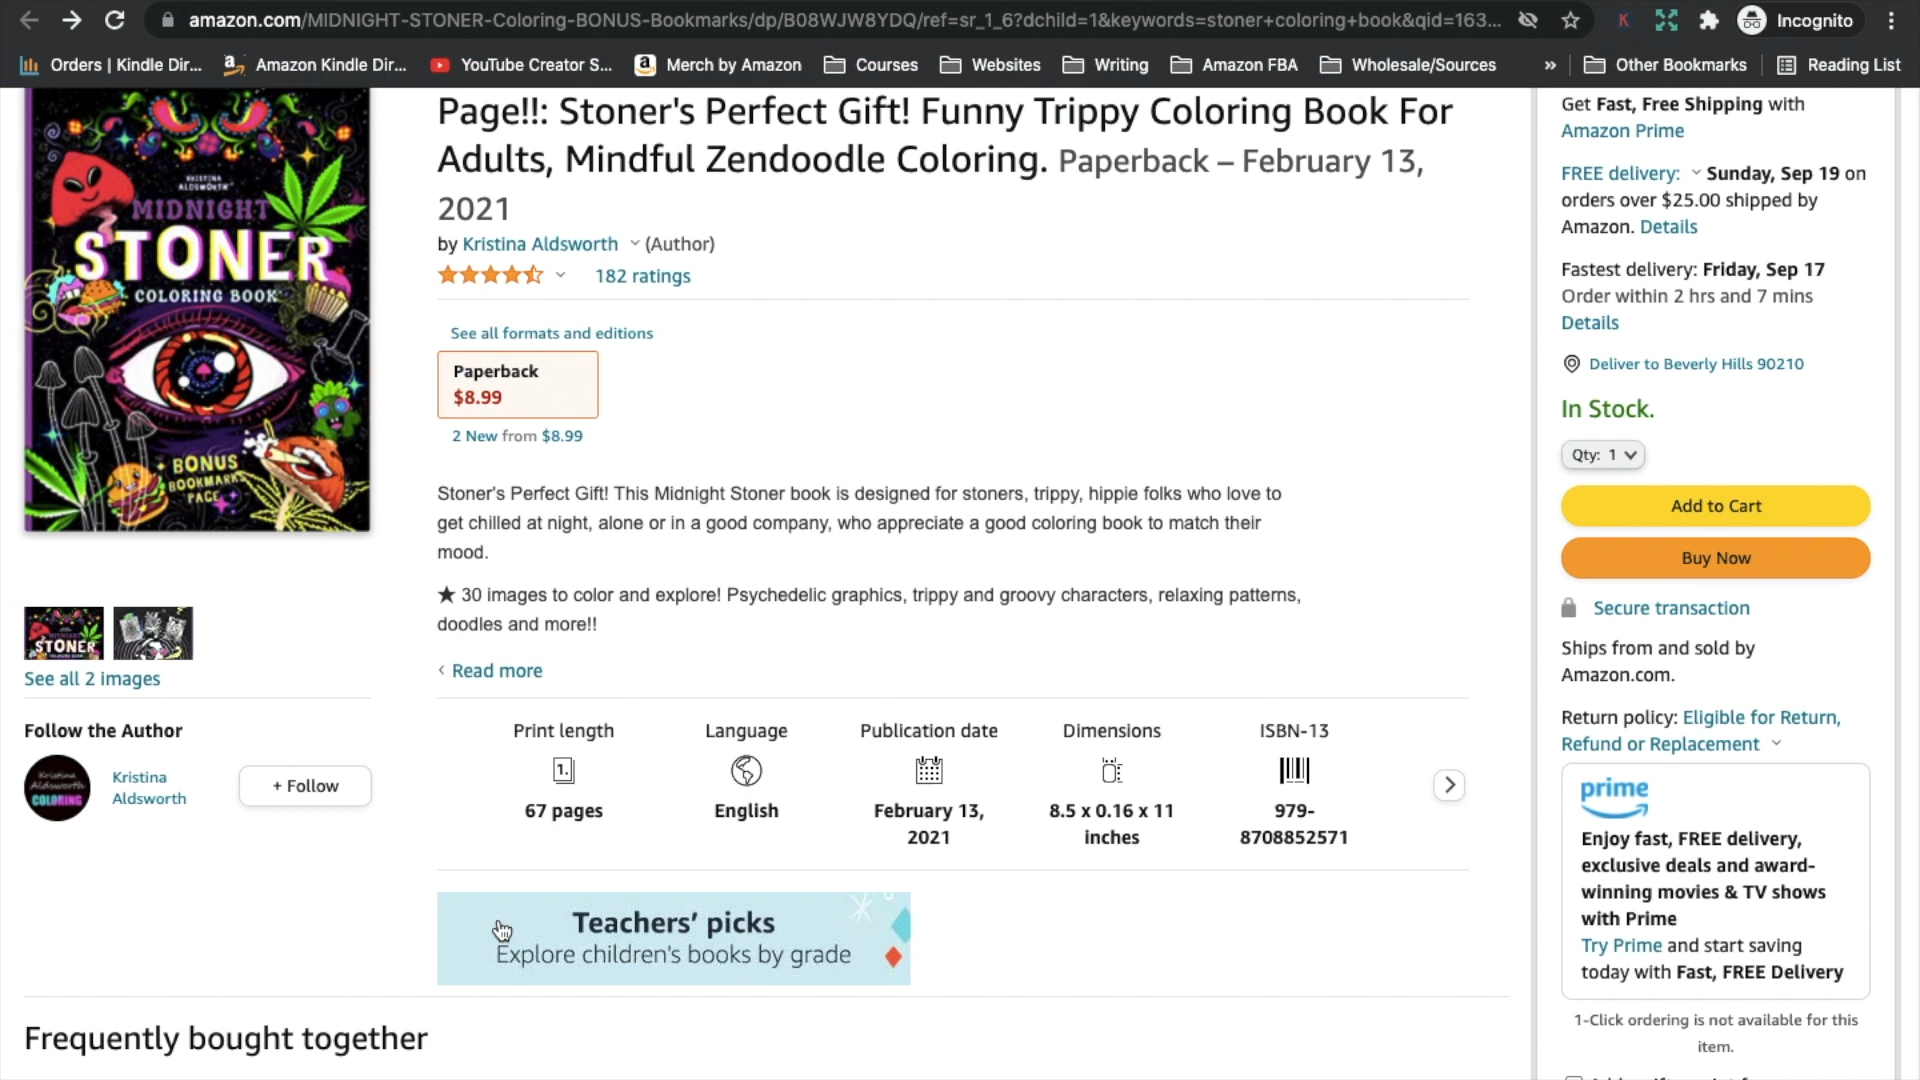 amazon.com/MIDNIGHT-STONER-Coloring-BONUS-Bookmarks/dp/B08WJW8YDQ/ref=sr_1_6?dchild=1&keywords=stoner+coloring+book&qid=163...
K
Incognito
Orders | Kindle Dir...
Amazon Kindle Dir...
YouTube Creator S...
Merch by Amazon
Courses
Websites
Writing
Amazon FBA
Wholesale/Sources
»
Other Bookmarks
Reading List
KRISTINA
ALDSWORTH
MIDNIGHT
STONER
COLORING BOOK
BONUS
BOOKMARKS
PAGE
STONER
See all 2 images
Follow the Author
Kristina
Aldsworth
COLORING
Kristina
Aldsworth
+ Follow
Page!!: Stoner's Perfect Gift! Funny Trippy Coloring Book For
Adults, Mindful Zendoodle Coloring. Paperback – February 13,
2021
by Kristina Aldsworth (Author)
182 ratings
See all formats and editions
Paperback
$8.99
2 New from $8.99
Stoner's Perfect Gift! This Midnight Stoner book is designed for stoners, trippy, hippie folks who love to
get chilled at night, alone or in a good company, who appreciate a good coloring book to match their
mood.
★ 30 images to color and explore! Psychedelic graphics, trippy and groovy characters, relaxing patterns,
doodles and more!!
‹ Read more
Print length
1.
67 pages
Language
English
Publication date
February 13,
2021
Dimensions
8.5 x 0.16 x 11
inches
ISBN-13
979-
8708852571
Teachers' picks
Explore children's books by grade
Frequently bought together
Get Fast, Free Shipping with
Amazon Prime
FREE delivery: Sunday, Sep 19 on
orders over $25.00 shipped by
Amazon. Details
Fastest delivery: Friday, Sep 17
Order within 2 hrs and 7 mins
Details
Deliver to Beverly Hills 90210
In Stock.
Qty: 1
Add to Cart
Buy Now
Secure transaction
Ships from and sold by
Amazon.com.
Return policy: Eligible for Return,
Refund or Replacement
prime
Enjoy fast, FREE delivery,
exclusive deals and award-
winning movies & TV shows
with Prime
Try Prime and start saving
today with Fast, FREE Delivery
1-Click ordering is not available for this
item.